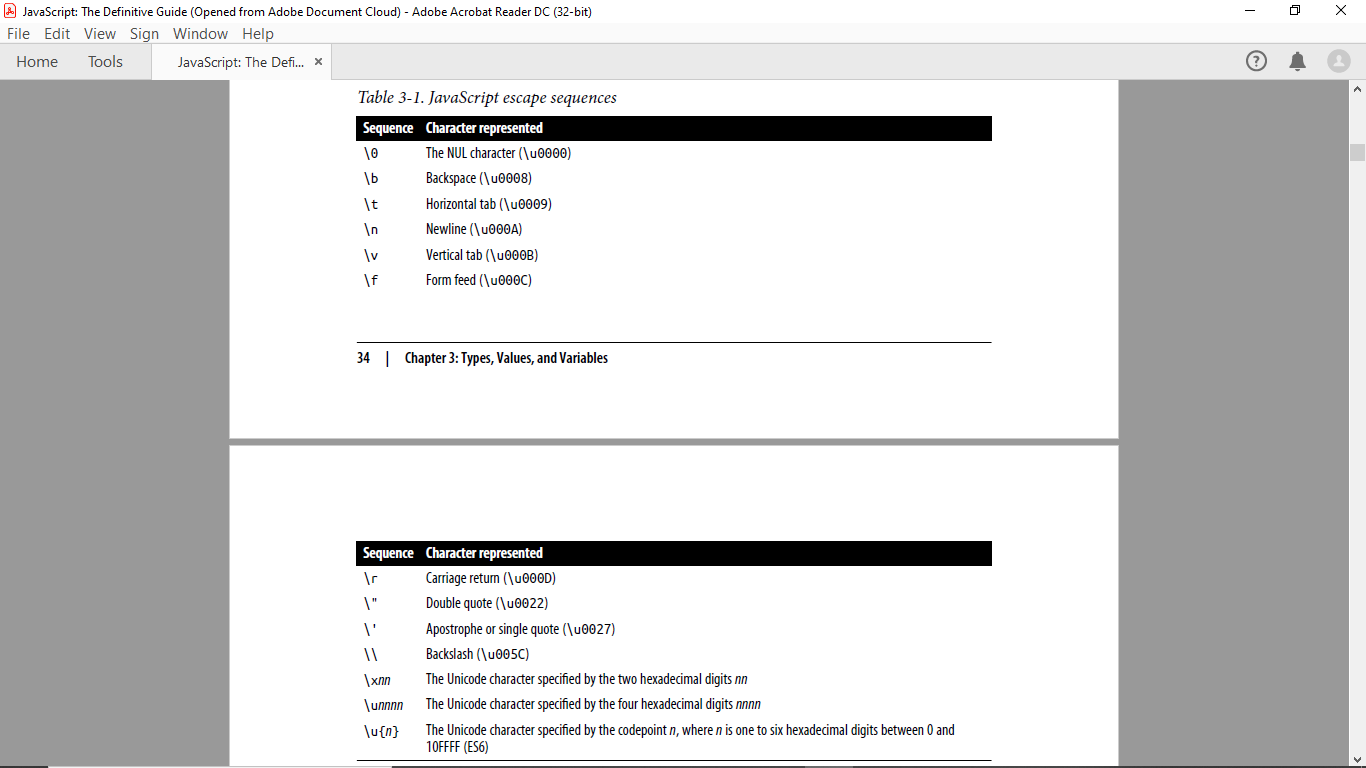 JavaScript: The Definitive Guide (Opened from Adobe Document Cloud) - Adobe Acrobat Reader DC (32-bit)
File Edit View Sign Window Help
Home Tools JavaScript: The Defi... ×
Table 3-1. JavaScript escape sequences
Sequence Character represented
\0 The NUL character (\u0000)
\b Backspace (\u0008)
\t Horizontal tab (\u0009)
\n Newline (\u000A)
\v Vertical tab (\u000B)
\f Form feed (\u000C)
34 | Chapter 3: Types, Values, and Variables
Sequence Character represented
\r Carriage return (\u000D)
\" Double quote (\u0022)
\' Apostrophe or single quote (\u0027)
\\ Backslash (\u005C)
\xnn The Unicode character specified by the two hexadecimal digits nn
\unnnn The Unicode character specified by the four hexadecimal digits nnnn
\u{n} The Unicode character specified by the codepoint n, where n is one to six hexadecimal digits between 0 and
10FFFF (ES6)